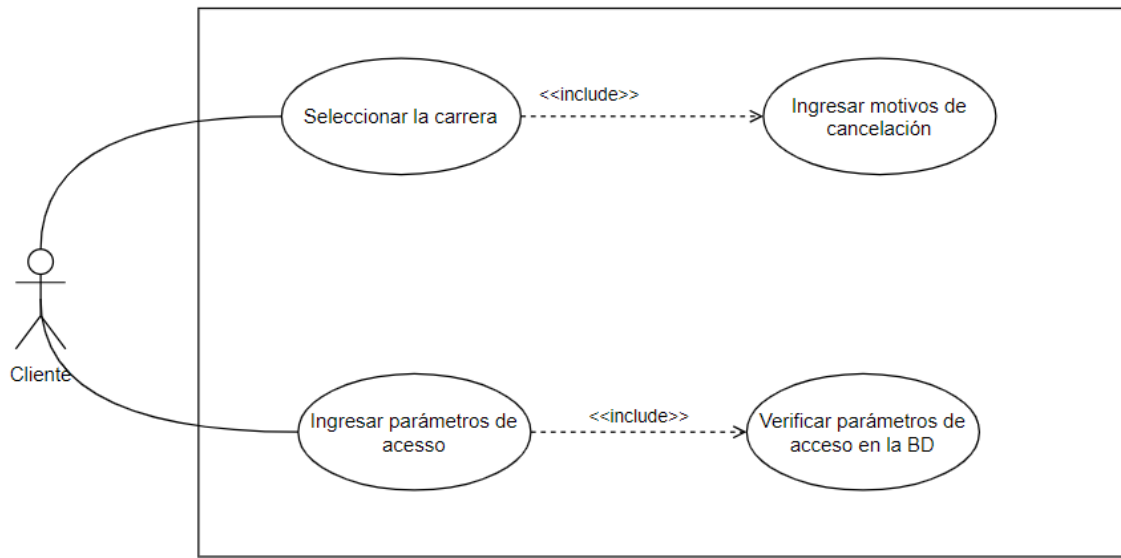 Seleccionar la carrera
<<include>>
Ingresar motivos de
cancelación
Cliente
Ingresar parámetros de
acesso
<<include>>
Verificar parámetros de
acceso en la BD